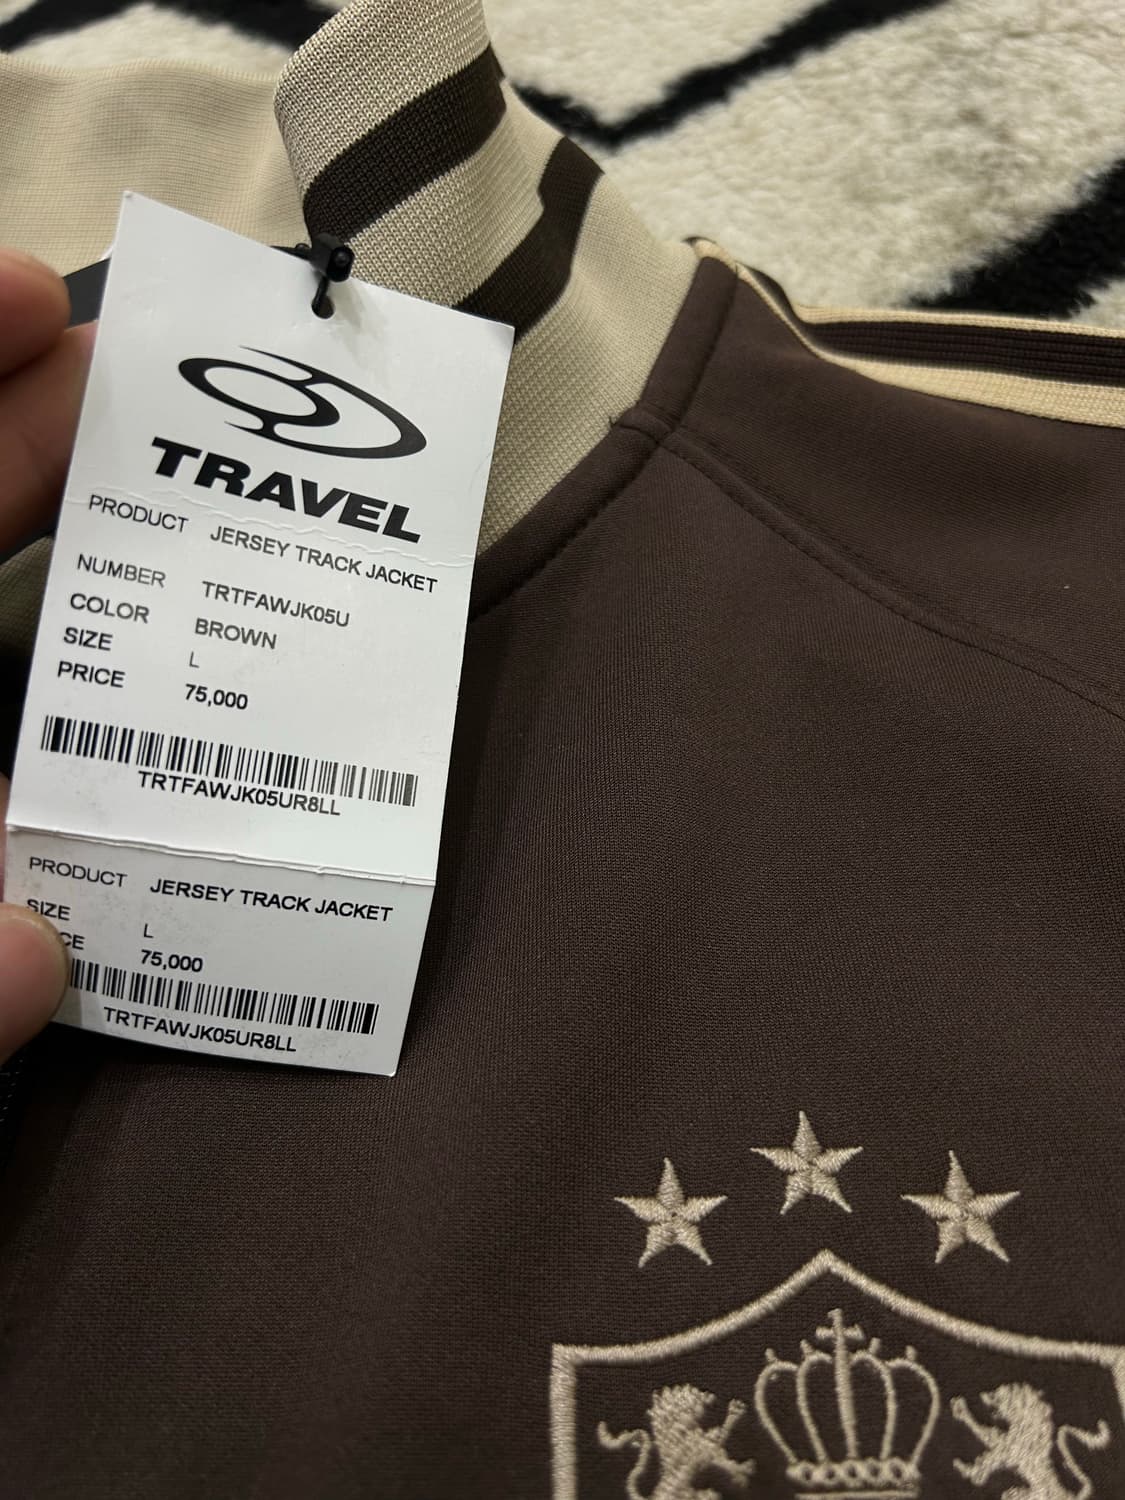 TRAVEL
PRODUCT JERSEY TRACK JACKET
NUMBER TRTFAWJK05U
COLOR BROWN
SIZE L
PRICE 75,000
TRTFAWJK05UR8LL
PRODUCT JERSEY TRACK JACKET
SIZE L
CE 75,000
TRTFAWJK05UR8LL